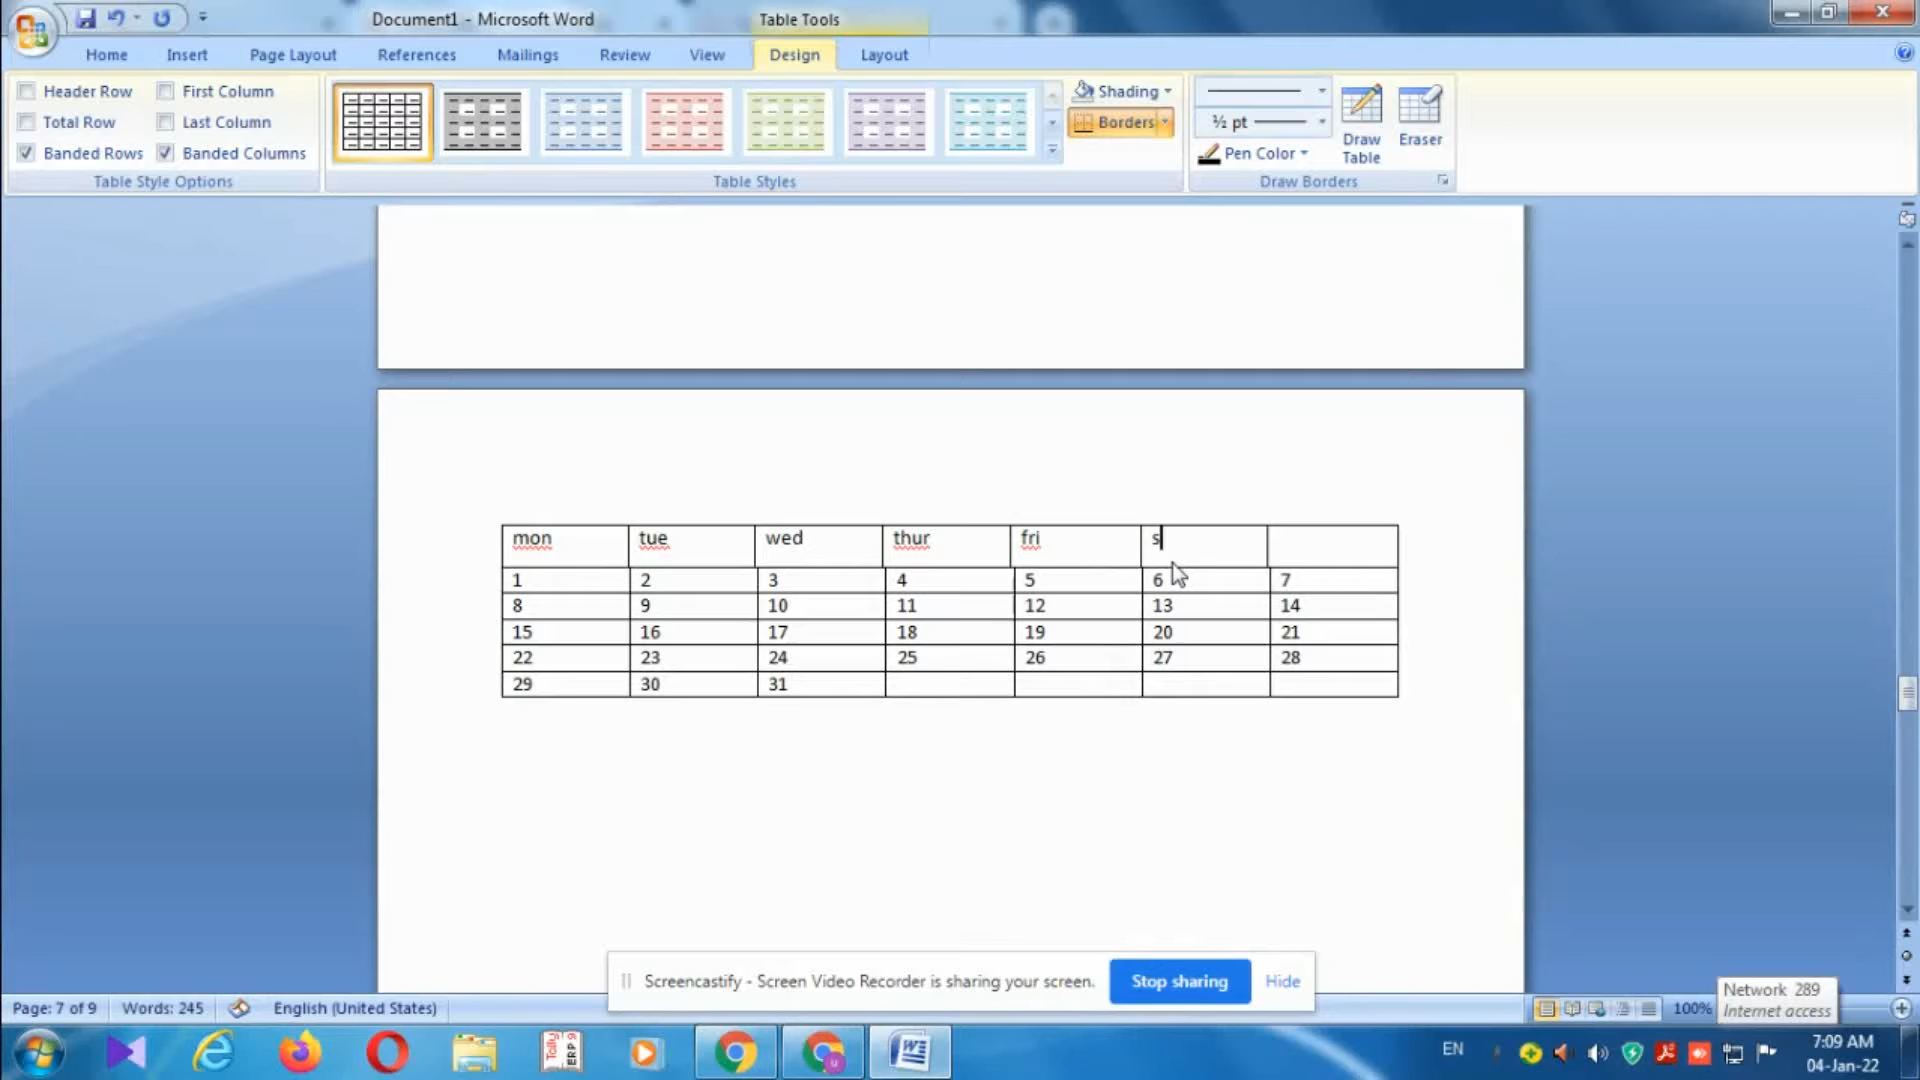 Document1 - Microsoft Word
Table Tools
Home Insert Page Layout References Mailings Review View Design Layout
Header Row First Column
Total Row Last Column
Banded Rows Banded Columns
Table Style Options
Table Styles
Shading
Borders
½ pt
Pen Color
Draw Table
Eraser
Draw Borders
mon tue wed thur fri s
1 2 3 4 5 6 7
8 9 10 11 12 13 14
15 16 17 18 19 20 21
22 23 24 25 26 27 28
29 30 31
Screencastify - Screen Video Recorder is sharing your screen. Stop sharing Hide
Network 289
Internet access
Page: 7 of 9 Words: 245 English (United States) 100%
Tally ERP 9
EN
7:09 AM
04-Jan-22